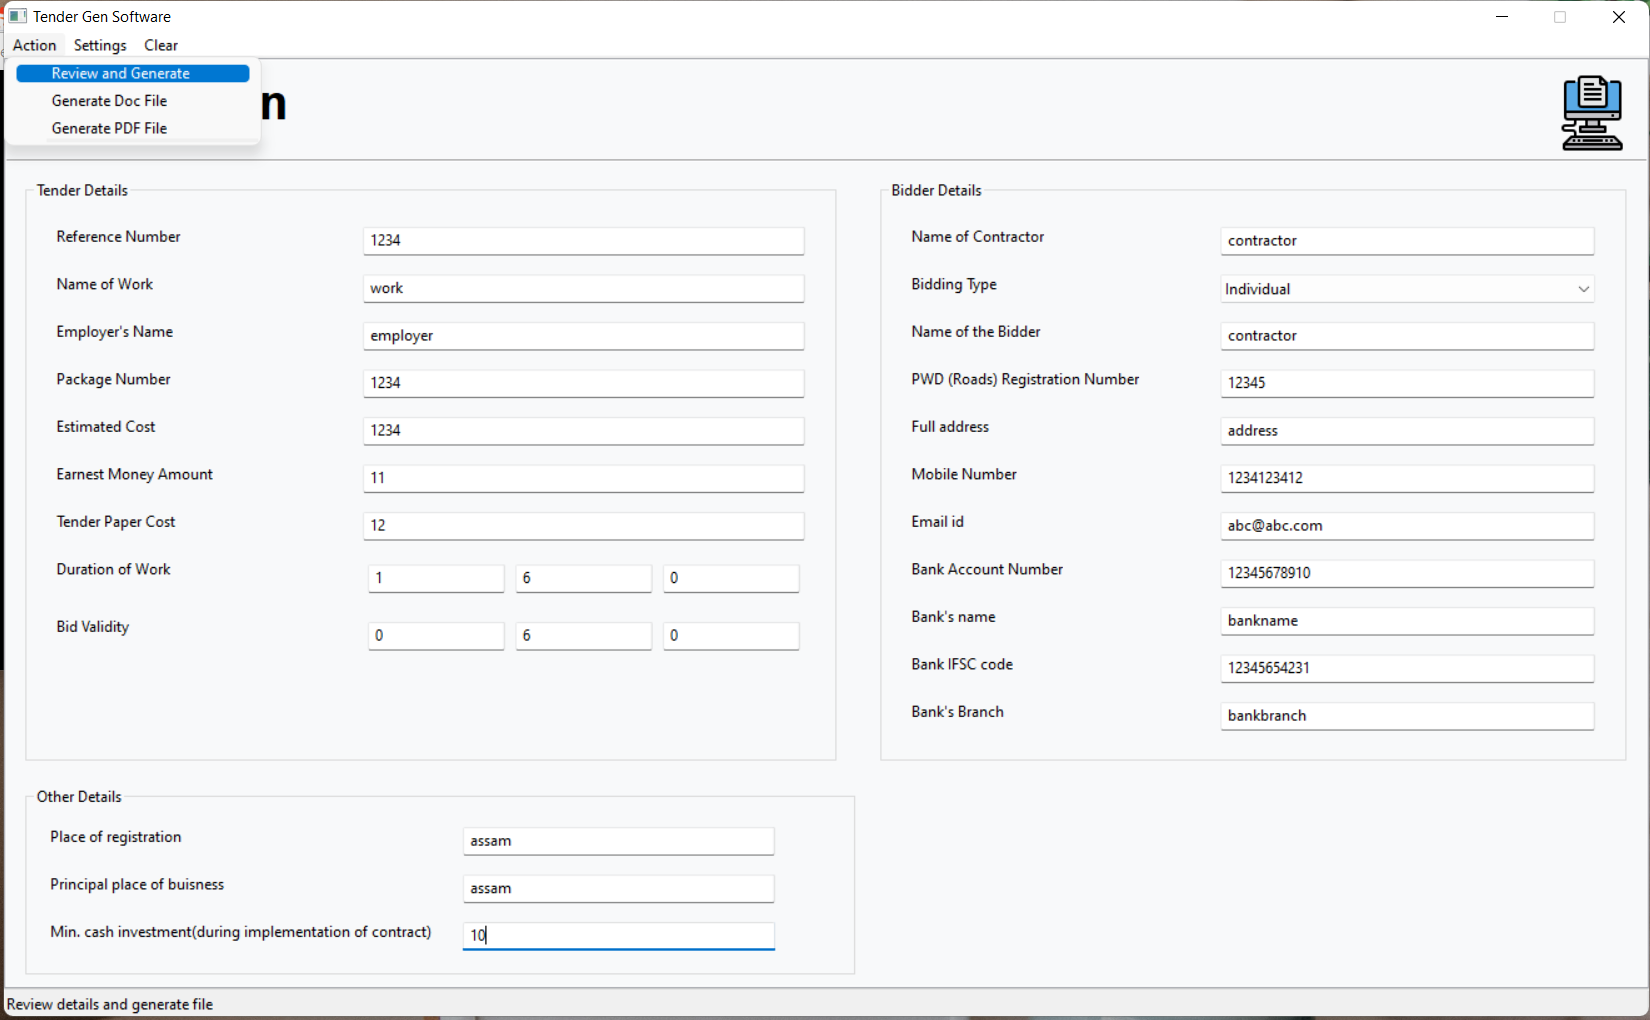 Tender Gen Software
Action Settings Clear
Review and Generate
Generate Doc File
Generate PDF File
n
Tender Details
Reference Number 1234
Name of Work work
Employer's Name employer
Package Number 1234
Estimated Cost 1234
Earnest Money Amount 11
Tender Paper Cost 12
Duration of Work 1 6 0
Bid Validity 0 6 0
Bidder Details
Name of Contractor contractor
Bidding Type Individual
Name of the Bidder contractor
PWD (Roads) Registration Number 12345
Full address address
Mobile Number 1234123412
Email id abc@abc.com
Bank Account Number 12345678910
Bank's name bankname
Bank IFSC code 12345654231
Bank's Branch bankbranch
Other Details
Place of registration assam
Principal place of buisness assam
Min. cash investment(during implementation of contract) 10
Review details and generate file